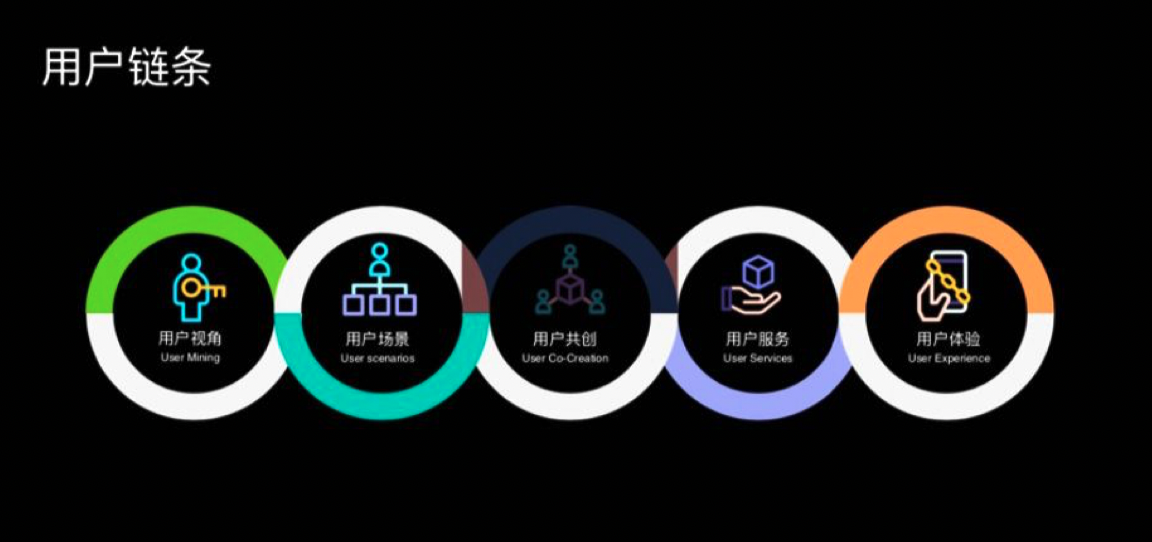 用户链条
用户视角
User Mining
用户场景
User scenarios
用户共创
User Co-Creation
用户服务
User Services
用户体验
User Experience